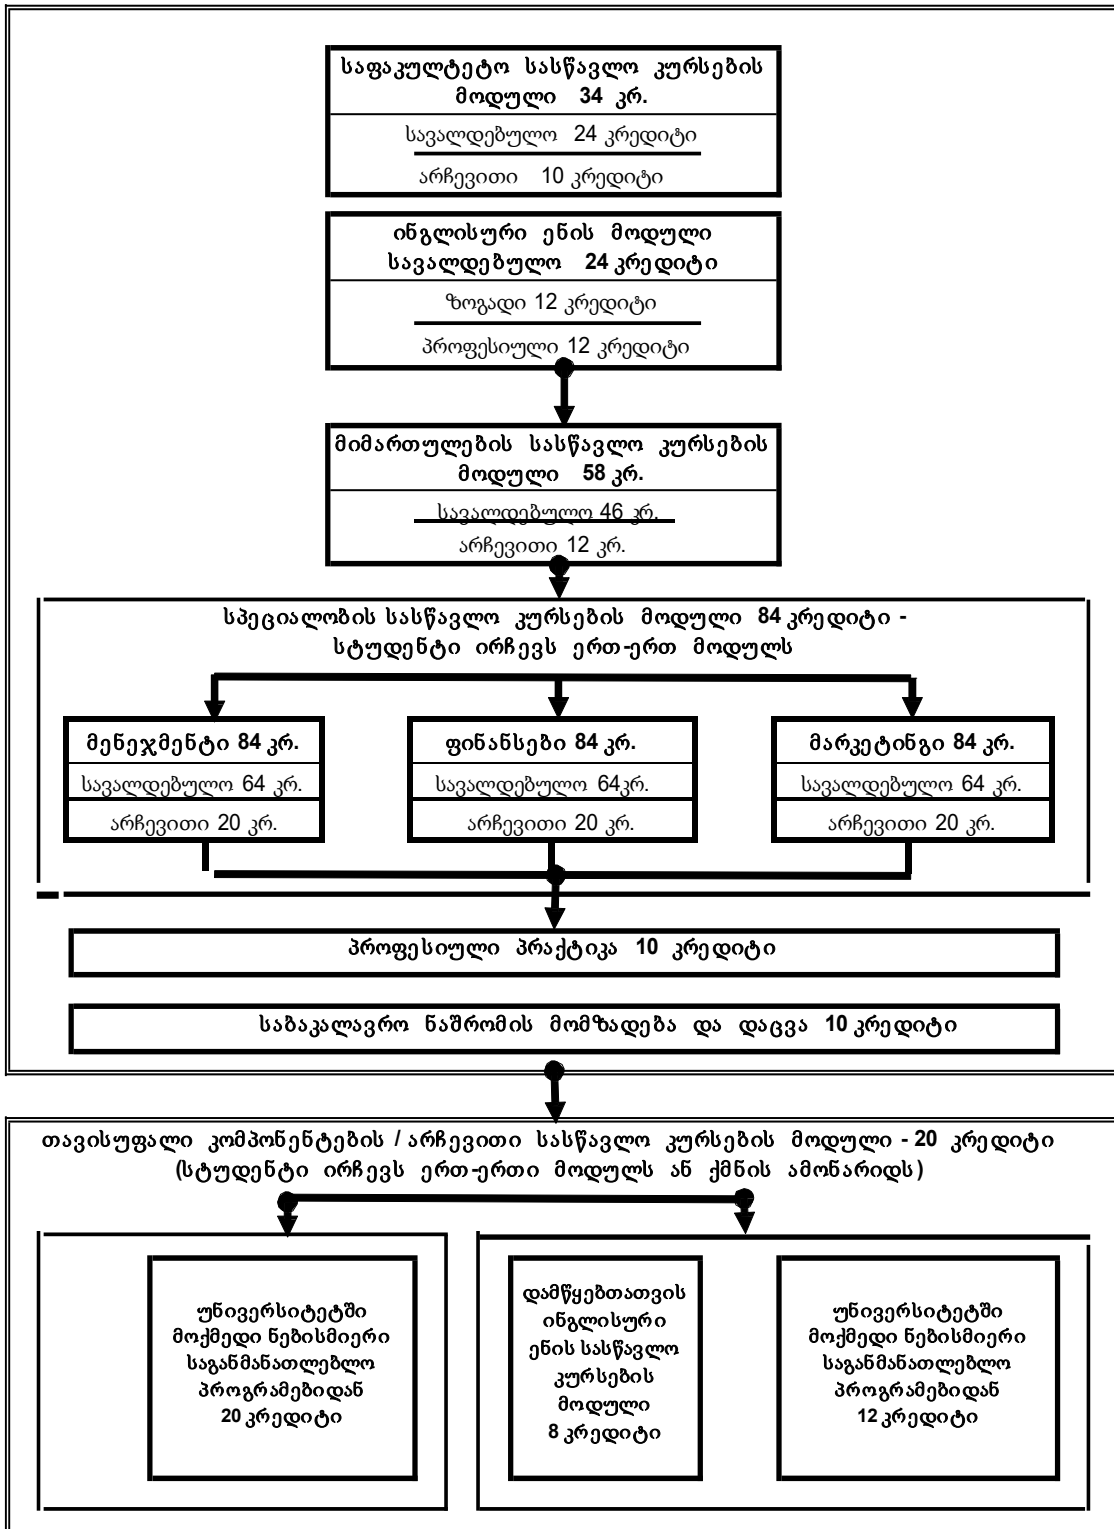 საფაკულტეტო სასწავლო კურსების
მოდული 34 კრ.
სავალდებულო 24 კრედიტი
არჩევითი 10 კრედიტი
ინგლისური ენის მოდული
სავალდებულო 24 კრედიტი
ზოგადი 12 კრედიტი
პროფესიული 12 კრედიტი
მიმართულების სასწავლო კურსების
მოდული 58 კრ.
სავალდებულო 46 კრ.
არჩევითი 12 კრ.
სპეციალობის სასწავლო კურსების მოდული 84 კრედიტი -
სტუდენტი ირჩევს ერთ-ერთ მოდულს
მენეჯმენტი 84 კრ.
სავალდებულო 64 კრ.
არჩევითი 20 კრ.
ფინანსები 84 კრ.
სავალდებულო 64კრ.
არჩევითი 20 კრ.
მარკეტინგი 84 კრ.
სავალდებულო 64 კრ.
არჩევითი 20 კრ.
პროფესიული პრაქტიკა 10 კრედიტი
საბაკალავრო ნაშრომის მომზადება და დაცვა 10 კრედიტი
თავისუფალი კომპონენტების / არჩევითი სასწავლო კურსების მოდული - 20 კრედიტი
(სტუდენტი ირჩევს ერთ-ერთი მოდულს ან ქმნის ამონარიდს)
უნივერსიტეტში
მოქმედი ნებისმიერი
საგანმანათლებლო
პროგრამებიდან
20 კრედიტი
დამწყებთათვის
ინგლისური
ენის სასწავლო
კურსების
მოდული
8 კრედიტი
უნივერსიტეტში
მოქმედი ნებისმიერი
საგანმანათლებლო
პროგრამებიდან
12 კრედიტი